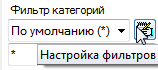 Фильтр категорий
По умолчанию (*)
*
Настройка фильтров